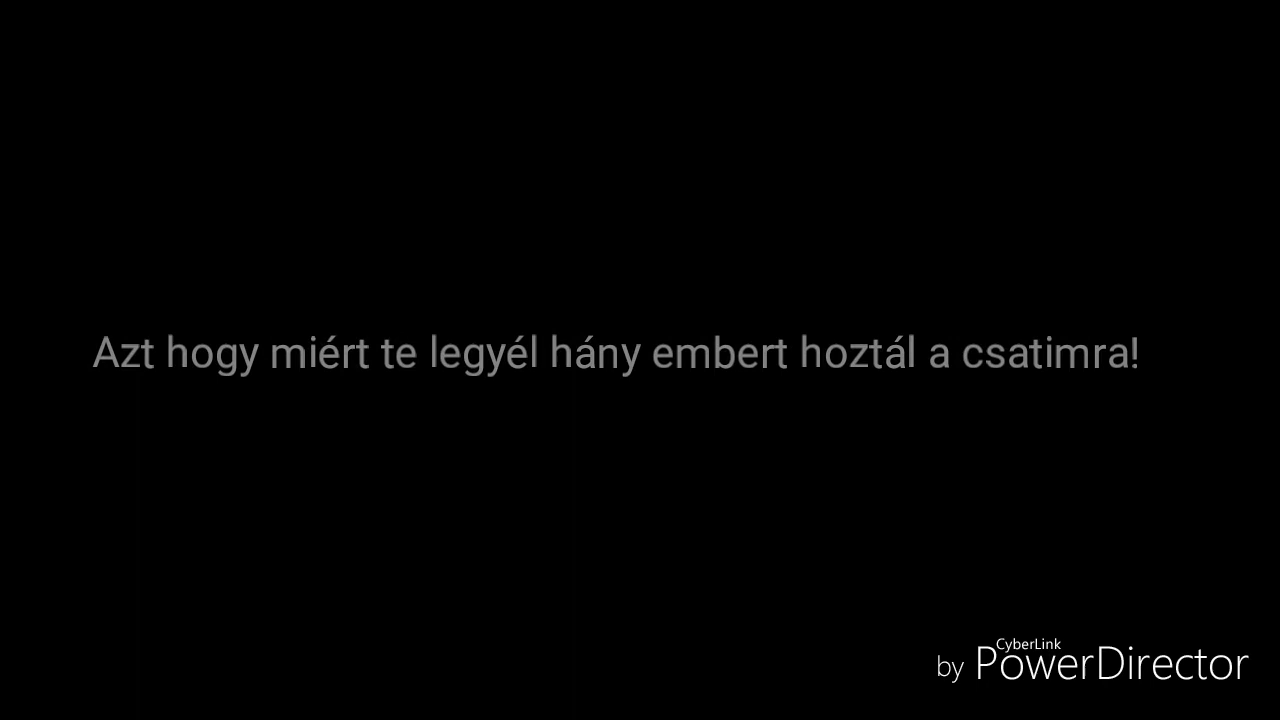 Azt hogy miért te legyél hány embert hoztál a csatimra!
CyberLink
by PowerDirector